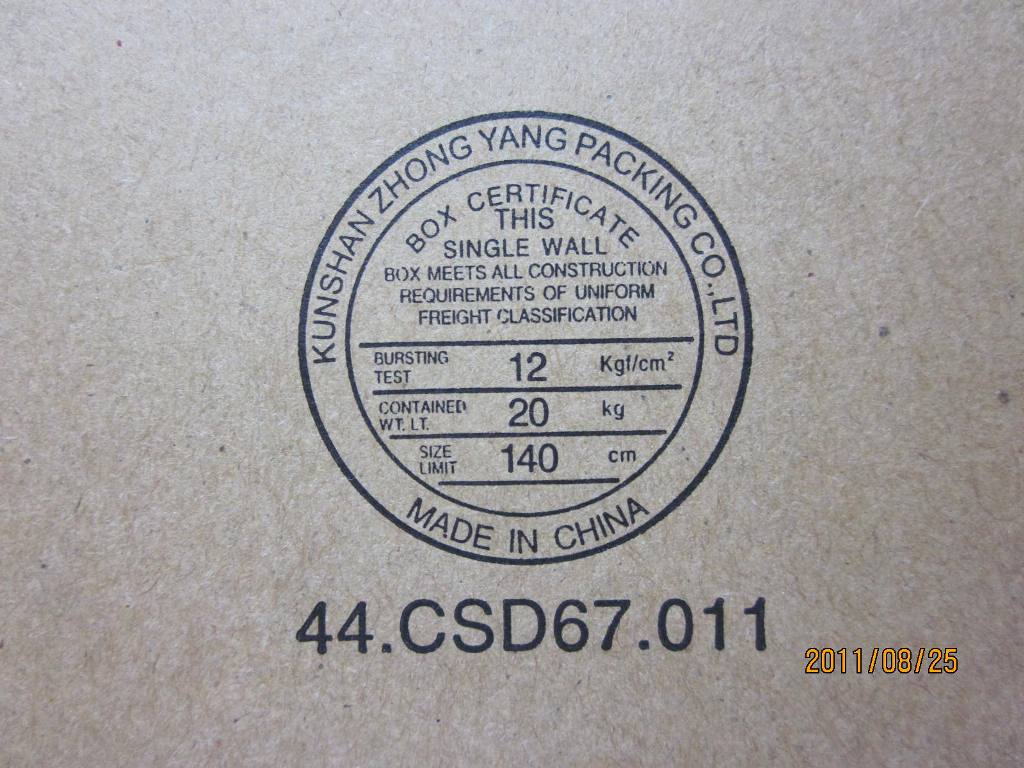 KUNSHAN ZHONG YANG PACKING CO.,LTD
BOX CERTIFICATE
THIS
SINGLE WALL
BOX MEETS ALL CONSTRUCTION
REQUIREMENTS OF UNIFORM
FREIGHT CLASSIFICATION
BURSTING TEST 12 Kgf/cm²
CONTAINED WT. LT. 20 kg
SIZE LIMIT 140 cm
MADE IN CHINA
44.CSD67.011
2011/08/25